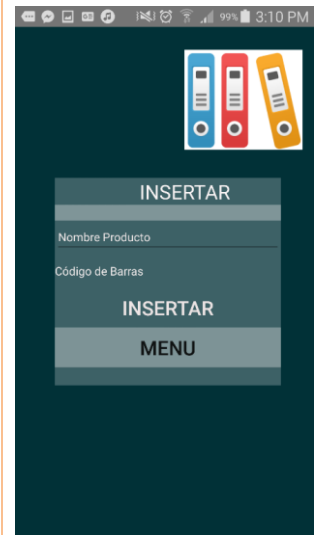 99% 3:10 PM
INSERTAR
Nombre Producto
Código de Barras
INSERTAR
MENU